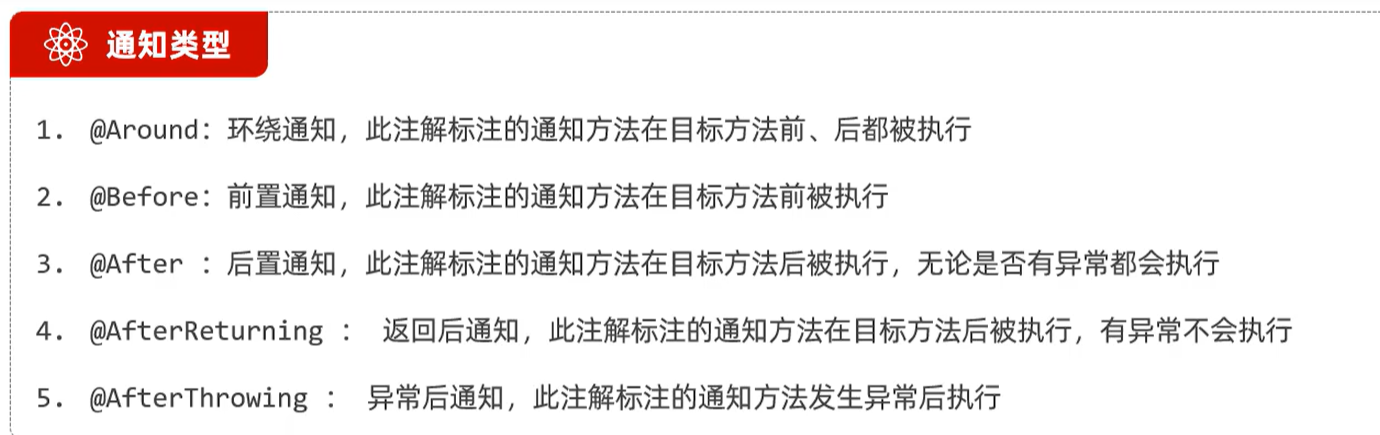 通知类型
1. @Around：环绕通知，此注解标注的通知方法在目标方法前、后都被执行
2. @Before：前置通知，此注解标注的通知方法在目标方法前被执行
3. @After ：后置通知，此注解标注的通知方法在目标方法后被执行，无论是否有异常都会执行
4. @AfterReturning ： 返回后通知，此注解标注的通知方法在目标方法后被执行，有异常不会执行
5. @AfterThrowing ： 异常后通知，此注解标注的通知方法发生异常后执行